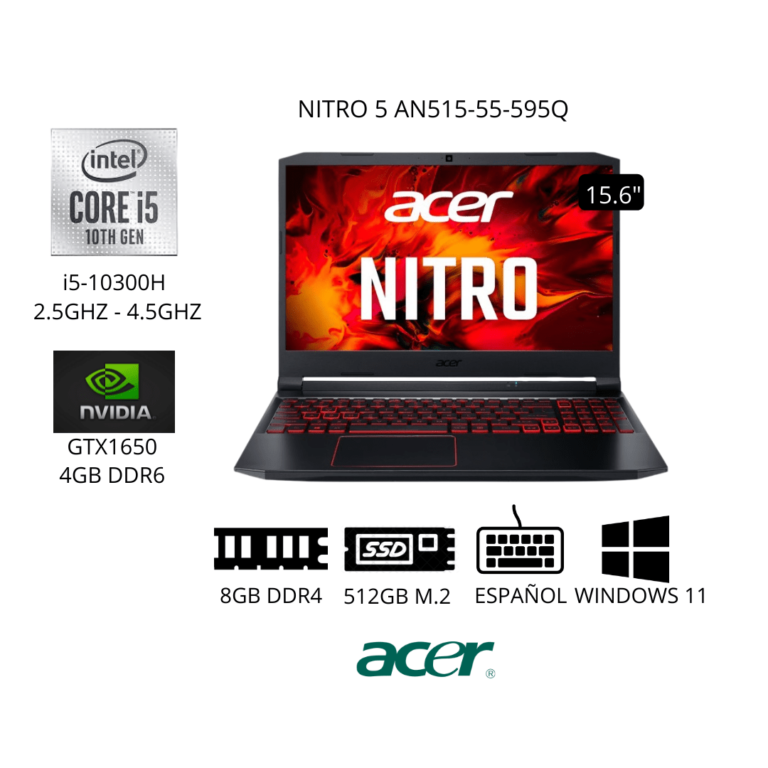 NITRO 5 AN515-55-595Q
intel
CORE i5
10TH GEN
i5-10300H
2.5GHZ - 4.5GHZ
NVIDIA
GTX1650
4GB DDR6
15.6"
acer
NITRO
acer
SSD
8GB DDR4
512GB M.2
ESPAÑOL
WINDOWS 11
acer®